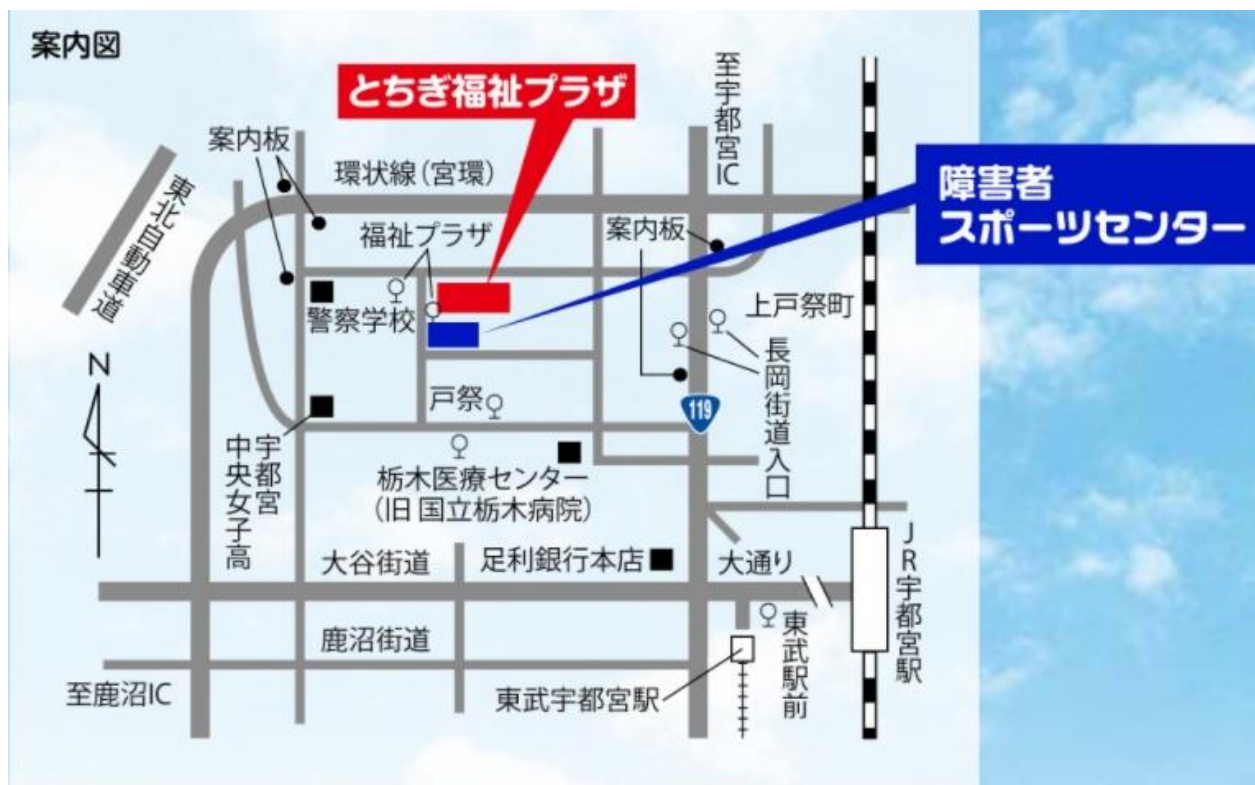 案内図
とちぎ福祉プラザ
至宇都宮IC
案内板
環状線（宮環）
障害者
スポーツセンター
東北自動車道
福祉プラザ
案内板
警察学校
上戸祭町
長岡街道入口
N
戸祭
119
宇都宮
中央女子高
栃木医療センター
（旧 国立栃木病院）
大谷街道
足利銀行本店
大通り
JR宇都宮駅
鹿沼街道
東武駅前
至鹿沼IC
東武宇都宮駅